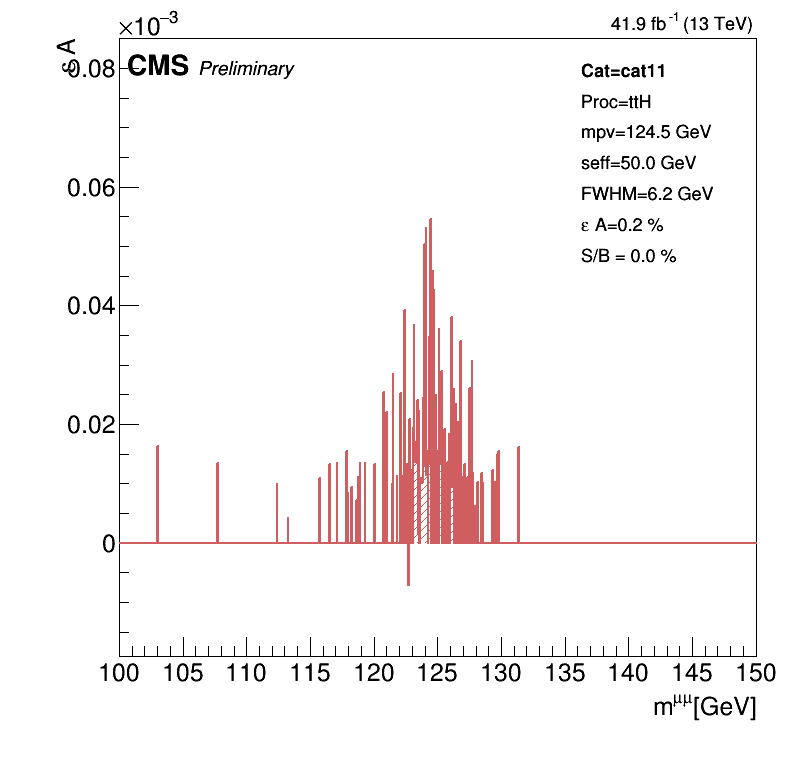 ×10⁻³
41.9 fb⁻¹ (13 TeV)
ε A
CMS Preliminary
Cat=cat11
Proc=ttH
mpv=124.5 GeV
seff=50.0 GeV
FWHM=6.2 GeV
ε A=0.2 %
S/B = 0.0 %
0.08
0.06
0.04
0.02
0
100 105 110 115 120 125 130 135 140 145 150
m^μμ[GeV]